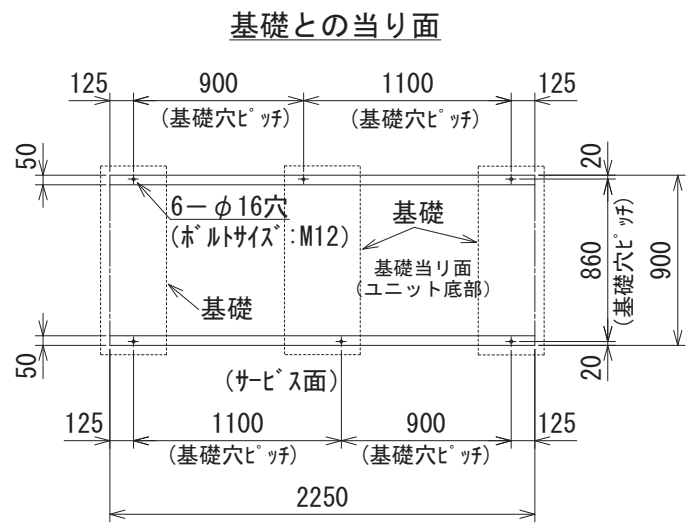 基礎との当り面
125 900 1100 125
(基礎穴ピッチ) (基礎穴ピッチ)
50
20
6-φ16穴
(ボルトサイズ:M12)
基礎
基礎当り面
(ユニット底部)
基礎
860
(基礎穴ピッチ)
900
50
20
(サービス面)
125 1100 900 125
(基礎穴ピッチ) (基礎穴ピッチ)
2250